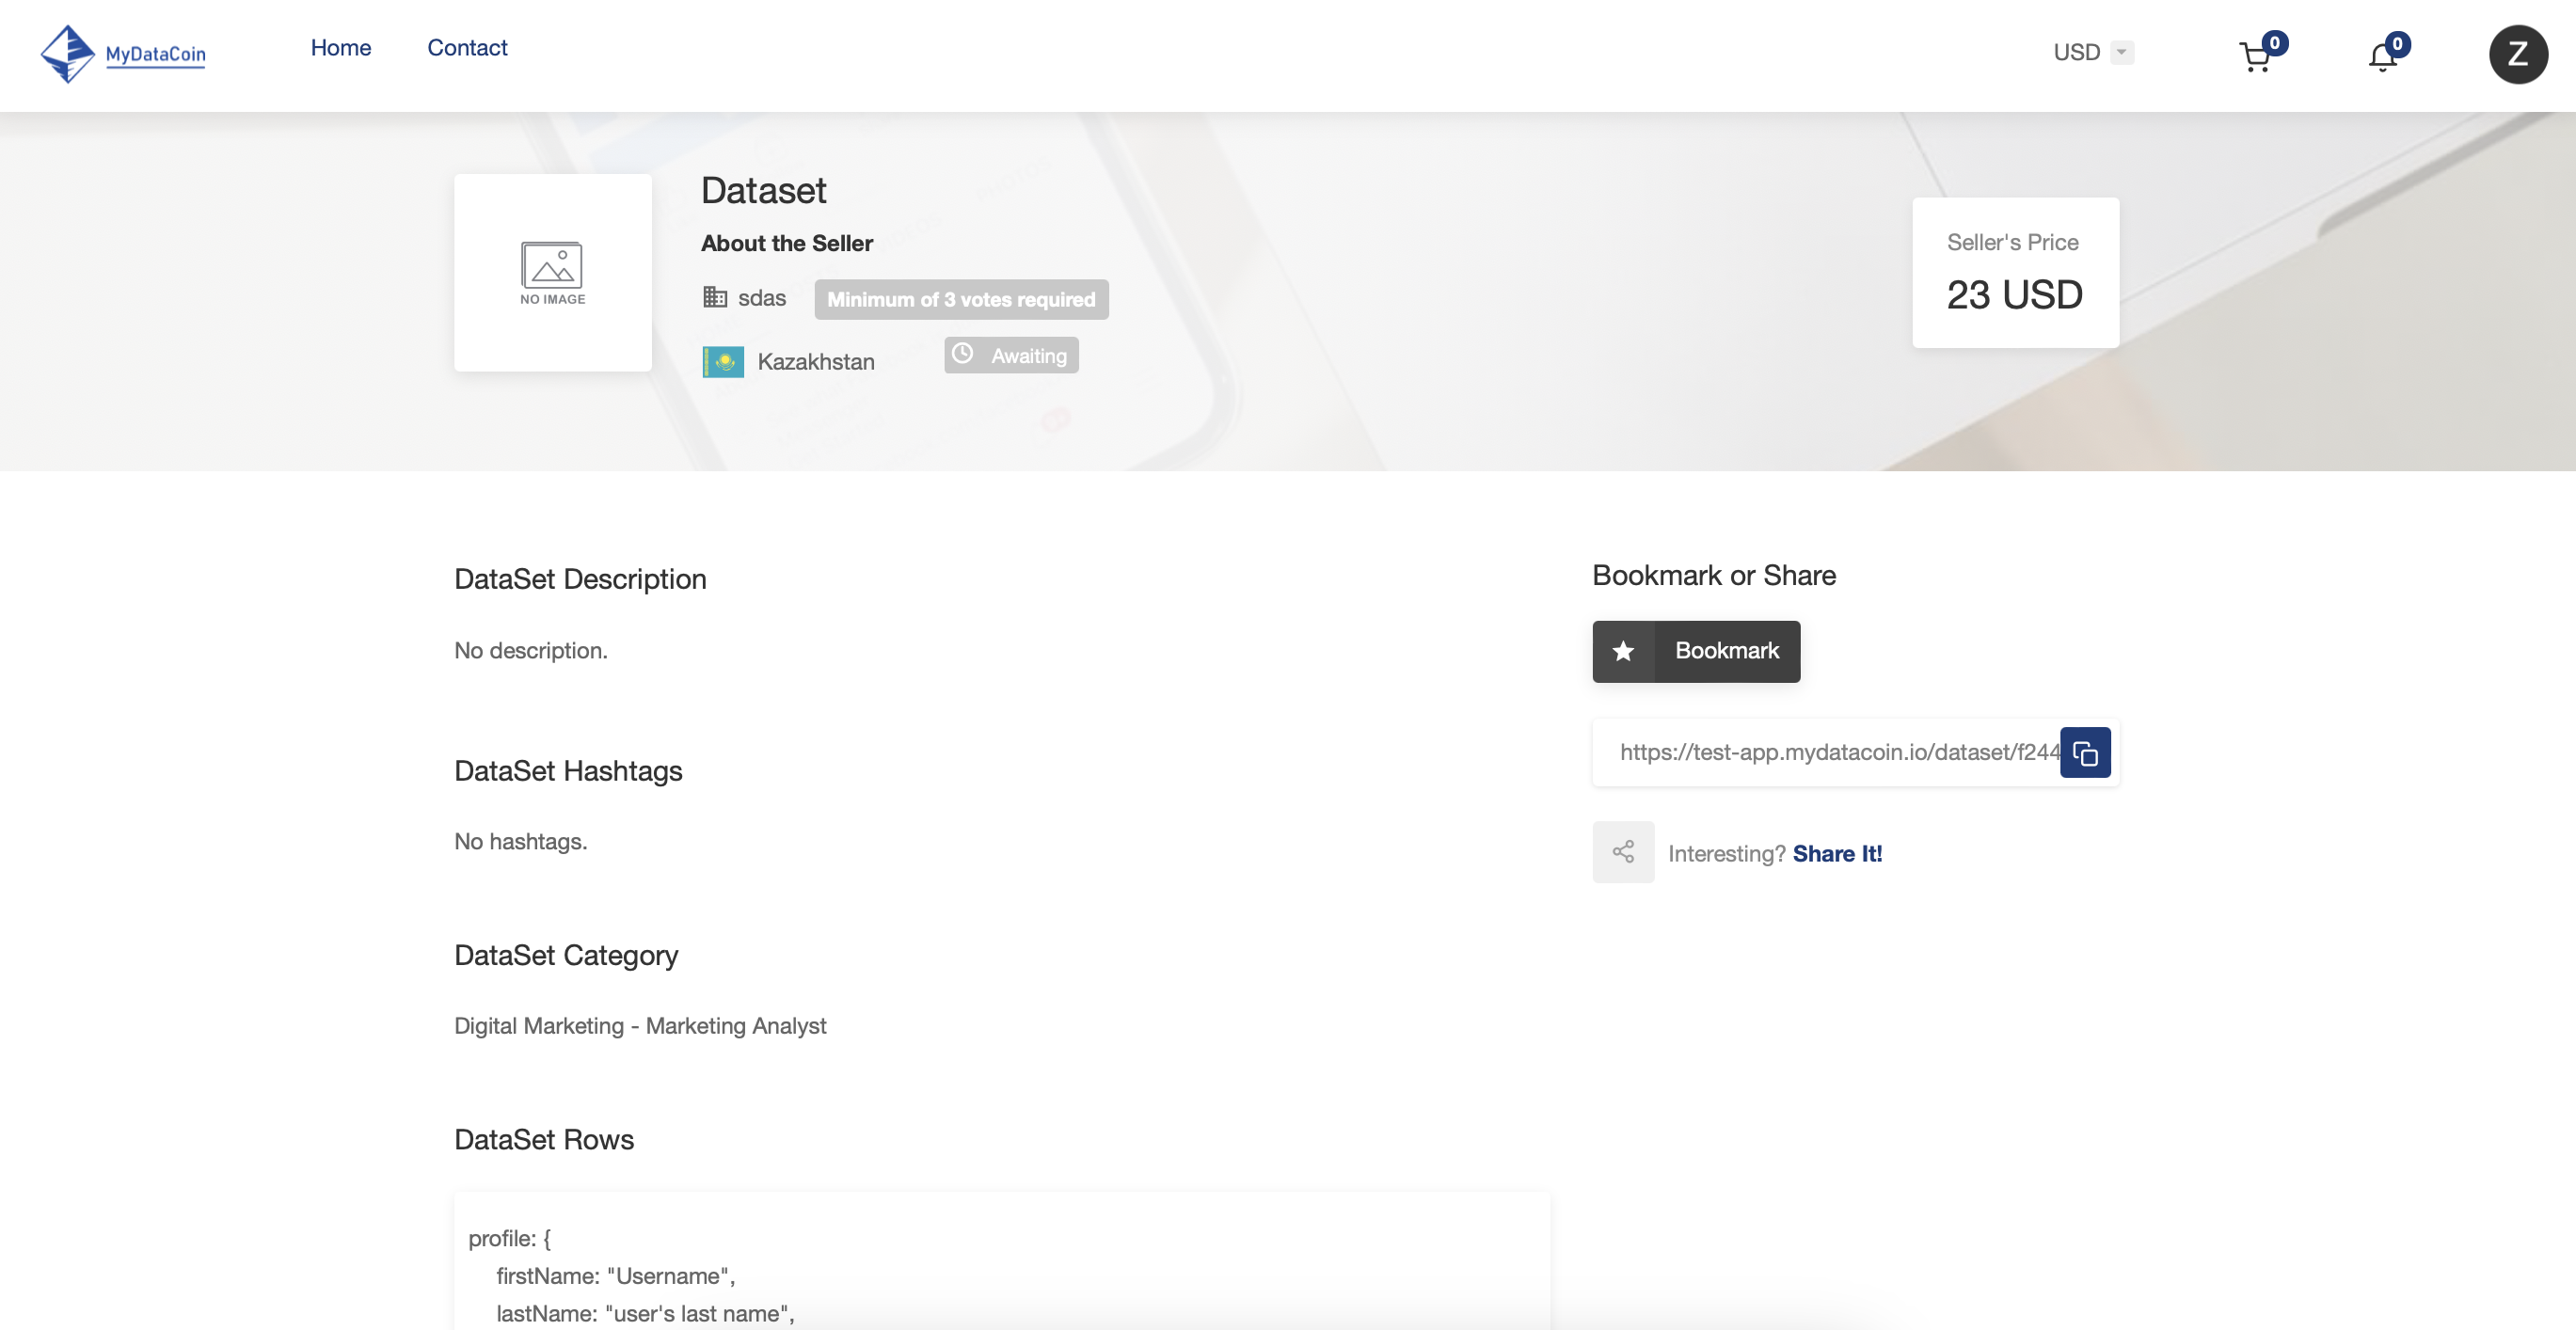 MyDataCoin
Home
Contact
USD
0
0
Z
Dataset
About the Seller
sdas
Minimum of 3 votes required
Kazakhstan
Awaiting
NO IMAGE
Seller's Price
23 USD
DataSet Description
No description.
DataSet Hashtags
No hashtags.
DataSet Category
Digital Marketing - Marketing Analyst
DataSet Rows
profile: {
firstName: "Username",
lastName: "user's last name",
Bookmark or Share
Bookmark
https://test-app.mydatacoin.io/dataset/f244
Interesting? Share It!